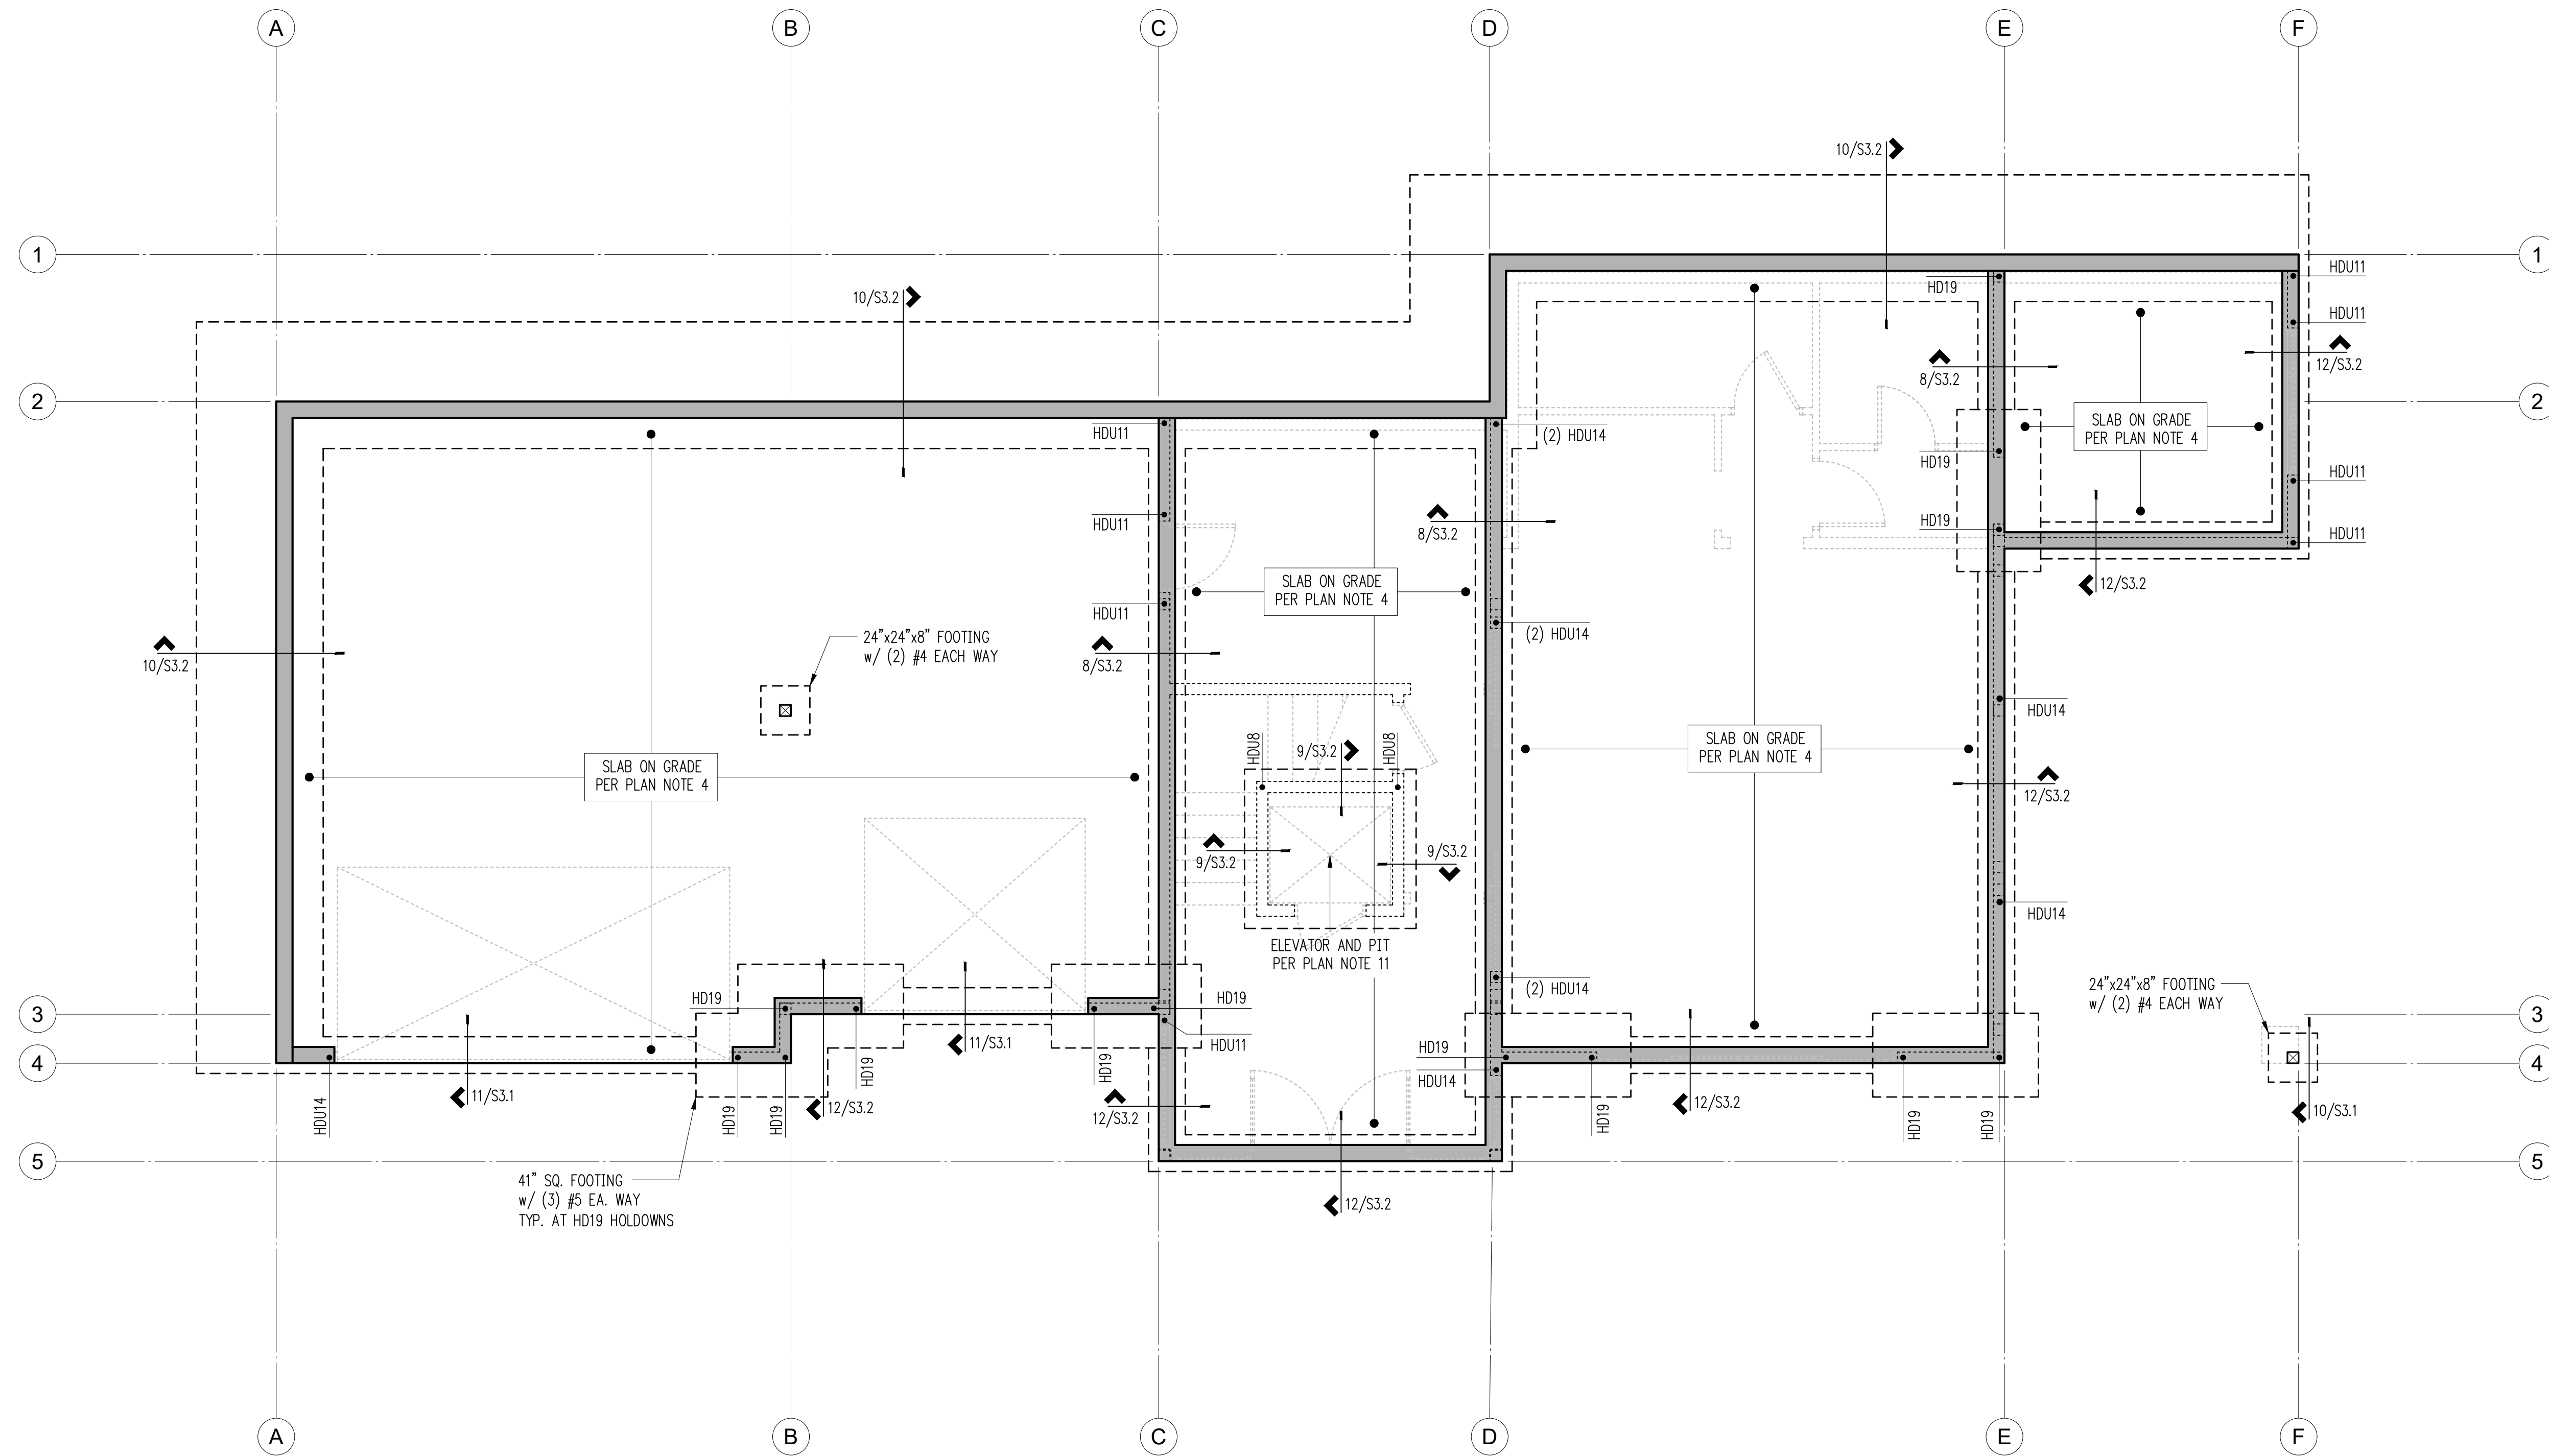 A
B
C
D
E
F
10/S3.2
1
1
HDU11
HD19
10/S3.2
HDU11
12/S3.2
8/S3.2
2
2
SLAB ON GRADE
PER PLAN NOTE 4
HDU11
(2) HDU14
HD19
HDU11
HDU11
HD19
8/S3.2
HDU11
12/S3.2
SLAB ON GRADE
PER PLAN NOTE 4
HDU11
(2) HDU14
24"x24"x8" FOOTING
w/ (2) #4 EACH WAY
10/S3.2
8/S3.2
HDU14
HDU8
9/S3.2
HDU8
SLAB ON GRADE
PER PLAN NOTE 4
SLAB ON GRADE
PER PLAN NOTE 4
12/S3.2
9/S3.2
9/S3.2
HDU14
ELEVATOR AND PIT
PER PLAN NOTE 11
(2) HDU14
24"x24"x8" FOOTING
w/ (2) #4 EACH WAY
HD19
HD19
3
3
11/S3.1
HDU11
HD19
HD19
HD19
4
4
HDU14
11/S3.1
12/S3.2
12/S3.2
12/S3.2
10/S3.1
HDU14
HD19
HD19
HD19
HD19
HD19
5
5
41" SQ. FOOTING
w/ (3) #5 EA. WAY
TYP. AT HD19 HOLDOWNS
12/S3.2
A
B
C
D
E
F